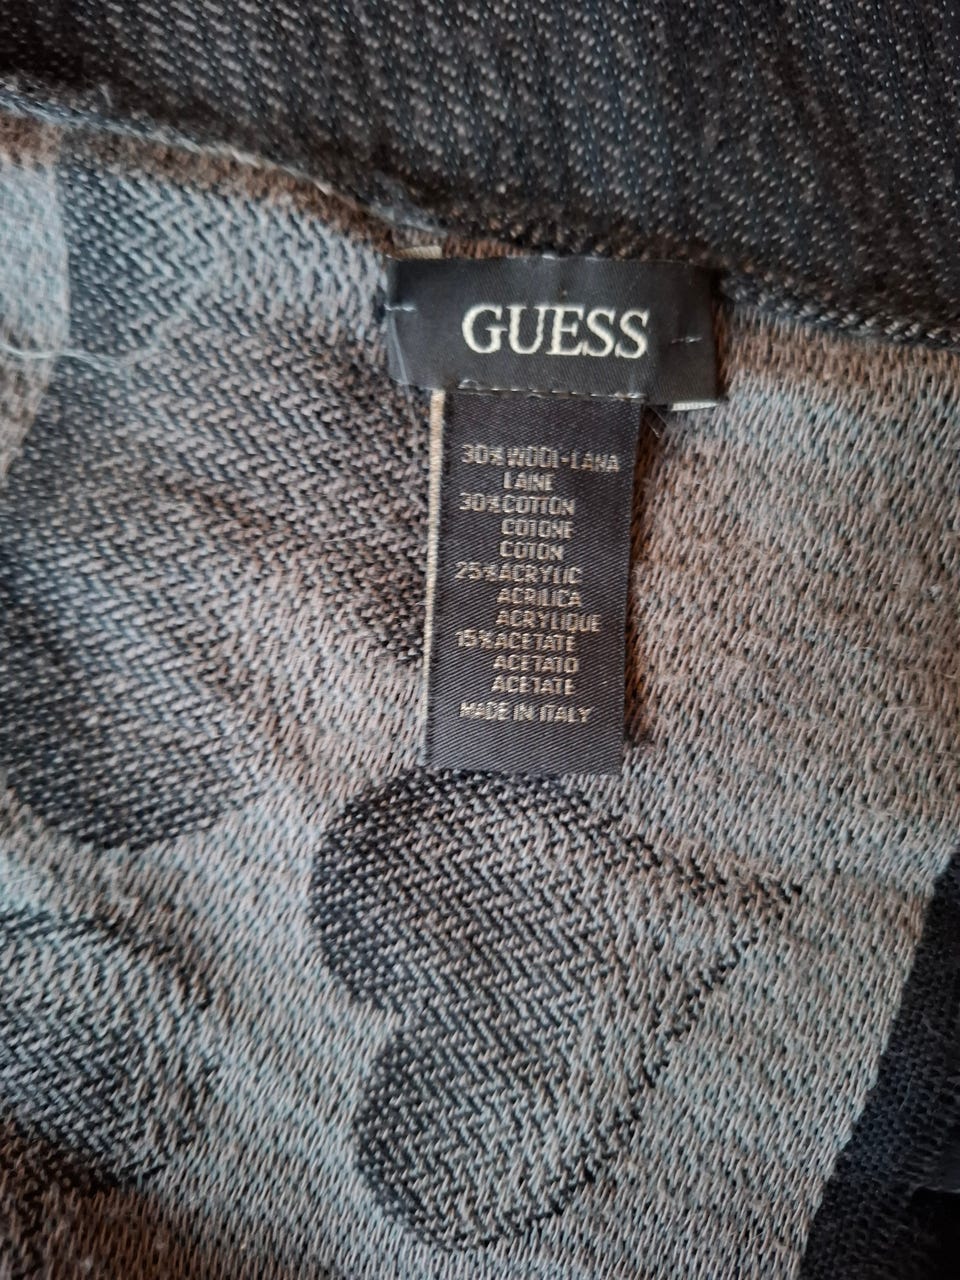 GUESS
30% WOOL-LANA
LAINE
30% COTTON
COTONE
COTON
25% ACRYLIC
ACRILICA
ACRYLIQUE
15% ACETATE
ACETATO
ACETATE
MADE IN ITALY